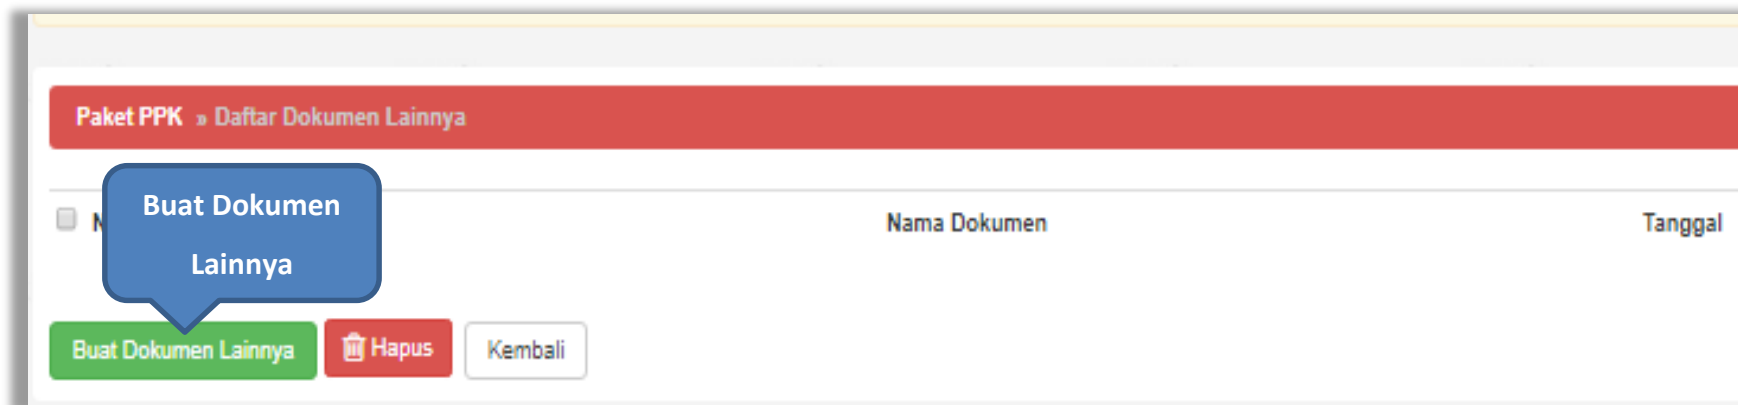 Paket PPK » Daftar Dokumen Lainnya
Buat Dokumen
Lainnya
Nama Dokumen Tanggal
Buat Dokumen Lainnya Hapus Kembali